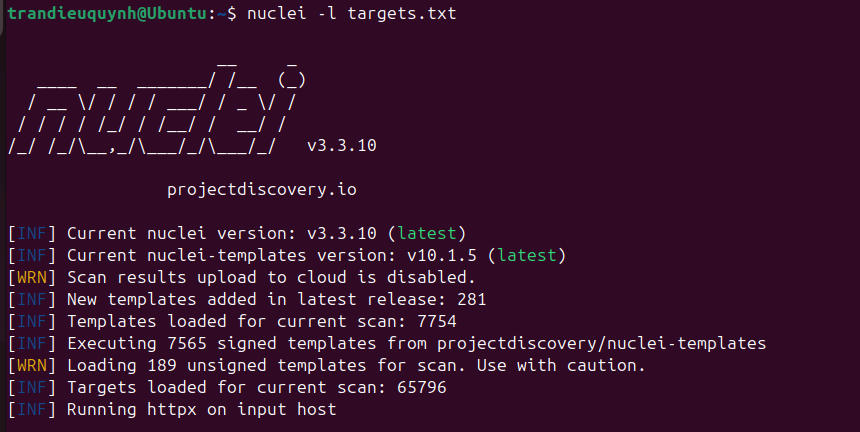 trandieuquynh@Ubuntu:~$ nuclei -l targets.txt
                     __     _
   ____  __  _______/ /__  (_)
  / __ \/ / / / ___/ / _ \/ /
 / / / / /_/ / /__/ /  __/ /
/_/ /_/\__,_/\___/_/\___/_/   v3.3.10
projectdiscovery.io
[INF] Current nuclei version: v3.3.10 (latest)
[INF] Current nuclei-templates version: v10.1.5 (latest)
[WRN] Scan results upload to cloud is disabled.
[INF] New templates added in latest release: 281
[INF] Templates loaded for current scan: 7754
[INF] Executing 7565 signed templates from projectdiscovery/nuclei-templates
[WRN] Loading 189 unsigned templates for scan. Use with caution.
[INF] Targets loaded for current scan: 65796
[INF] Running httpx on input host